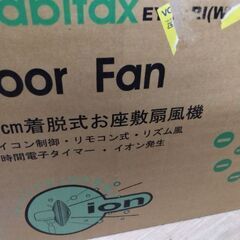 abitax
oor Fan
cm着脱式お座敷扇風機
イコン制御・リモコン式・リズム風
時間電子タイマー・イオン発生
ion